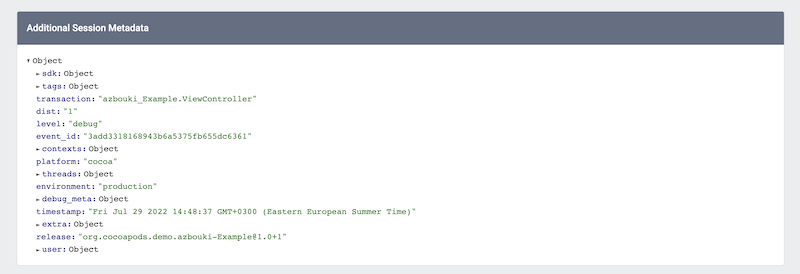 Additional Session Metadata
▾Object
▸sdk: Object
▸tags: Object
transaction: "azbouki_Example.ViewController"
dist: "1"
level: "debug"
event_id: "3add3318168943b6a5375fb655dc6361"
▸contexts: Object
platform: "cocoa"
▸threads: Object
environment: "production"
▸debug_meta: Object
timestamp: "Fri Jul 29 2022 14:48:37 GMT+0300 (Eastern European Summer Time)"
▸extra: Object
release: "org.cocoapods.demo.azbouki-Example@1.0+1"
▸user: Object